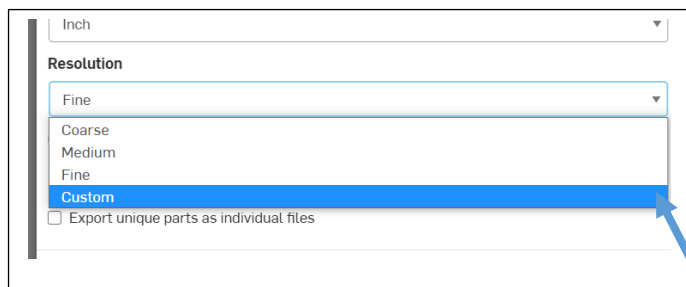 Inch
Resolution
Fine
Coarse
Medium
Fine
Custom
Export unique parts as individual files